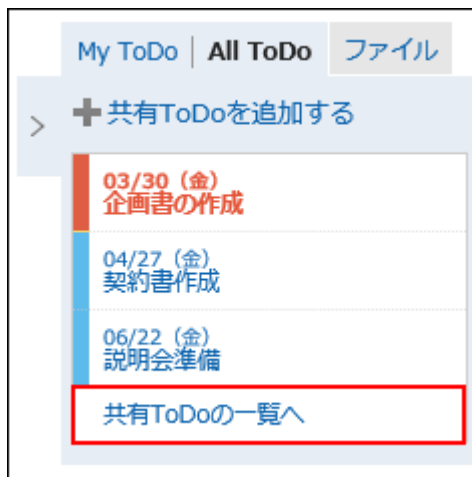 My ToDo | All ToDo ファイル
共有ToDoを追加する
03/30（金）
企画書の作成
04/27（金）
契約書作成
06/22（金）
説明会準備
共有ToDoの一覧へ